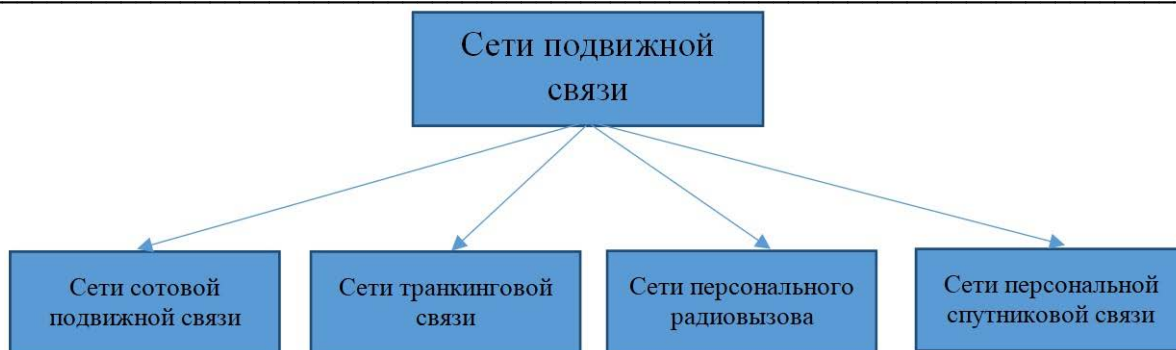 Сети подвижной
связи
Сети сотовой
подвижной связи
Сети транкинговой
связи
Сети персонального
радиовызова
Сети персональной
спутниковой связи